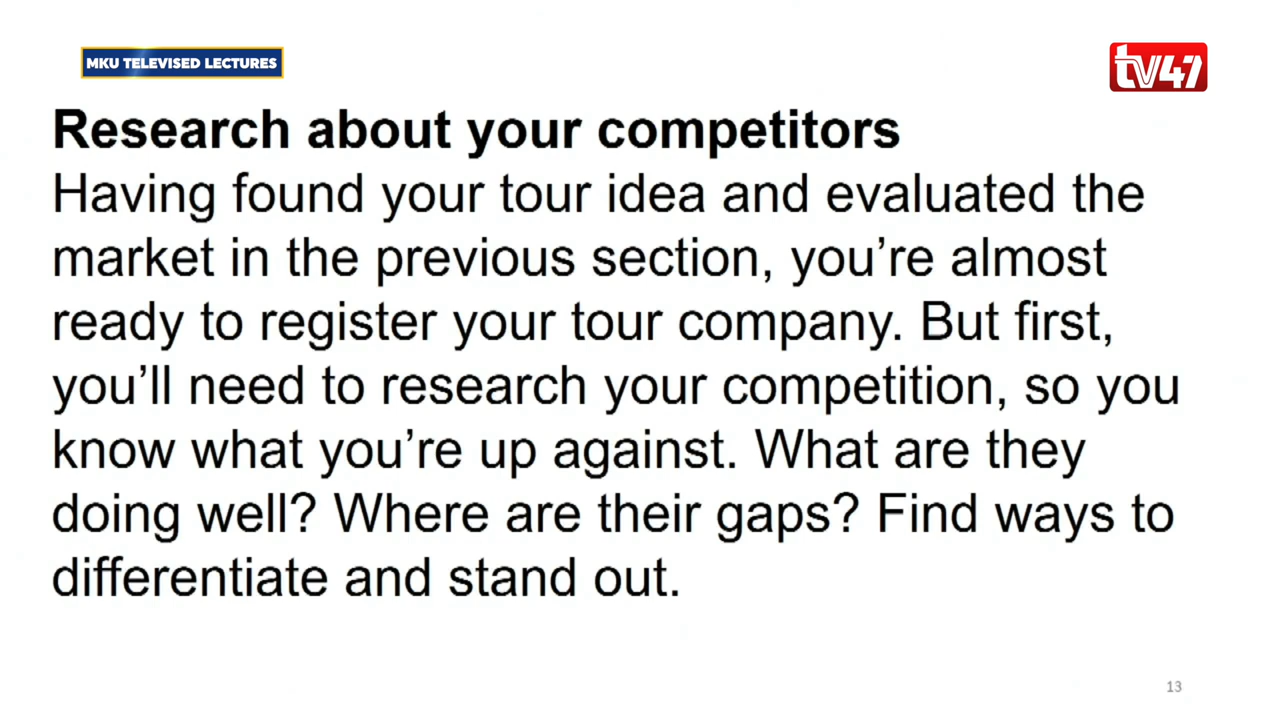 MKU TELEVISED LECTURES
tv47
Research about your competitors
Having found your tour idea and evaluated the
market in the previous section, you’re almost
ready to register your tour company. But first,
you’ll need to research your competition, so you
know what you’re up against. What are they
doing well? Where are their gaps? Find ways to
differentiate and stand out.
13